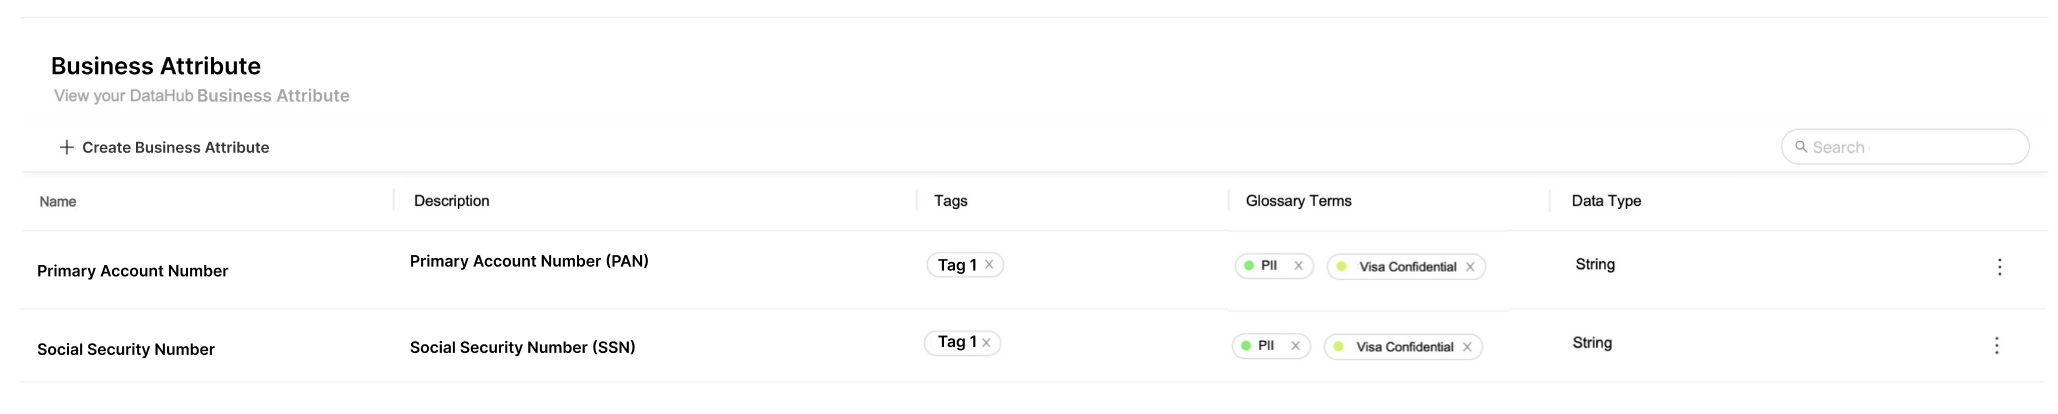 Business Attribute
View your DataHub Business Attribute
+ Create Business Attribute Search
Name Description Tags Glossary Terms Data Type
Primary Account Number Primary Account Number (PAN) Tag 1 × PII × Visa Confidential × String
Social Security Number Social Security Number (SSN) Tag 1 × PII × Visa Confidential × String